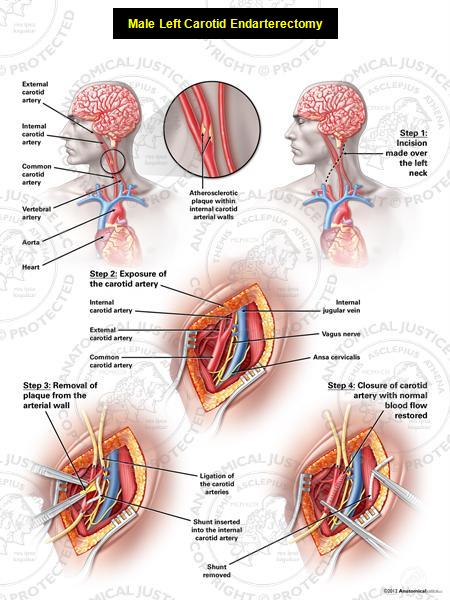 Male Left Carotid Endarterectomy
External
carotid
artery
Internal
carotid
artery
Common
carotid
artery
Vertebral
artery
Aorta
Heart
Atherosclerotic
plaque within
internal carotid
arterial walls
Step 1:
Incision
made over
the left
neck
Step 2: Exposure of
the carotid artery
Internal
carotid artery
External
carotid artery
Common
carotid artery
Internal
jugular vein
Vagus nerve
Ansa cervicalis
Step 3: Removal of
plaque from the
arterial wall
Step 4: Closure of carotid
artery with normal
blood flow
restored
Ligation of
the carotid
arteries
Shunt inserted
into the internal
carotid artery
Shunt
removed
ANATOMICAL JUSTICE
COPYRIGHT © PROTECTED
ASCLEPIUS ATHENA
©2012 Anatomical